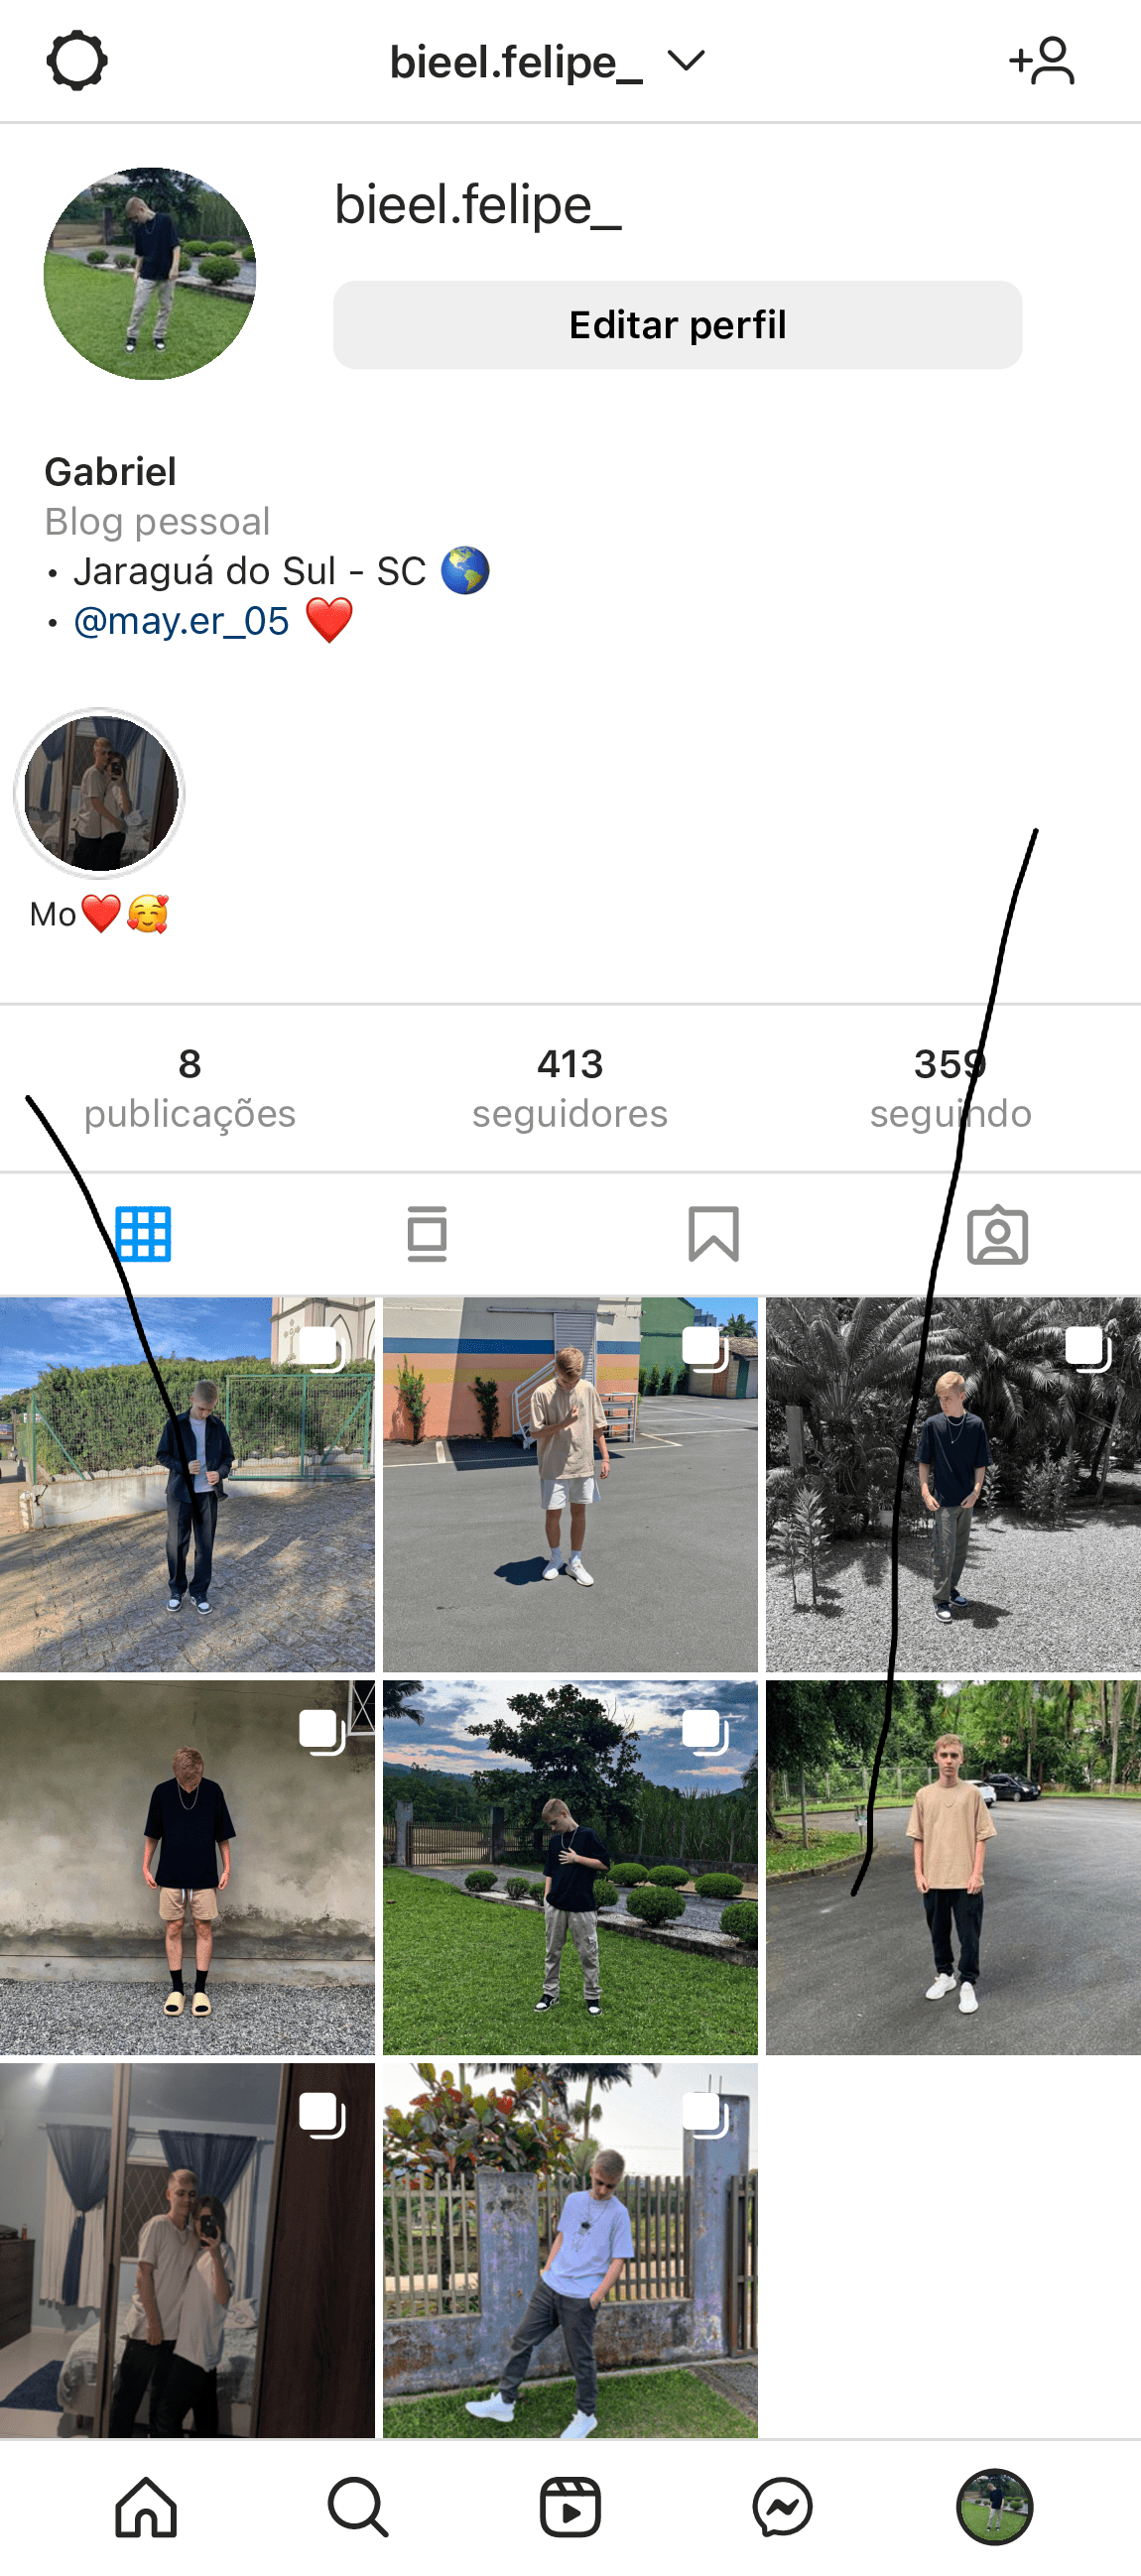 bieel.felipe_
bieel.felipe_
Editar perfil
Gabriel
Blog pessoal
• Jaraguá do Sul - SC 🌎
• @may.er_05 ❤️
Mo❤️🥰
8 413 359
publicações seguidores seguindo